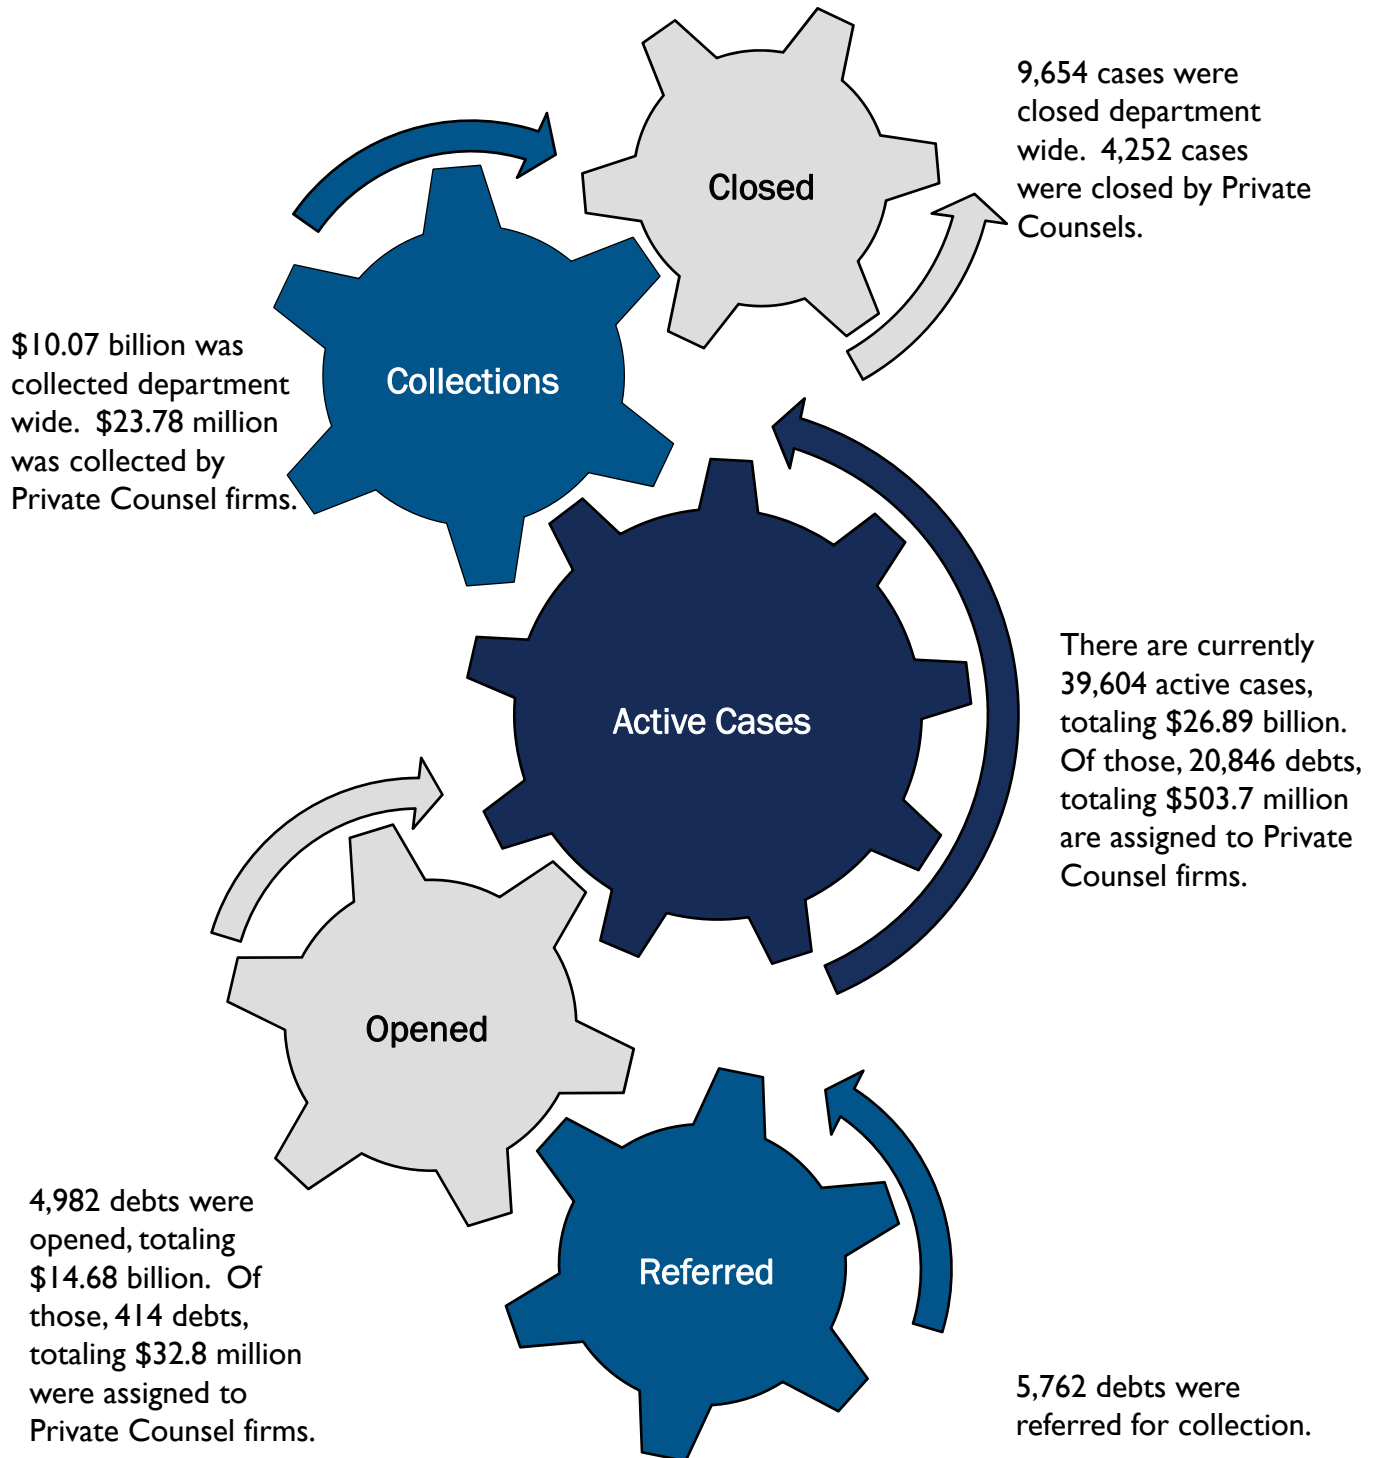 9,654 cases were
closed department
wide.  4,252 cases
were closed by Private
Counsels.
Closed
$10.07 billion was
collected department
wide.  $23.78 million
was collected by
Private Counsel firms.
Collections
There are currently
39,604 active cases,
totaling $26.89 billion.
Of those, 20,846 debts,
totaling $503.7 million
are assigned to Private
Counsel firms.
Active Cases
Opened
4,982 debts were
opened, totaling
$14.68 billion.  Of
those, 414 debts,
totaling $32.8 million
were assigned to
Private Counsel firms.
Referred
5,762 debts were
referred for collection.